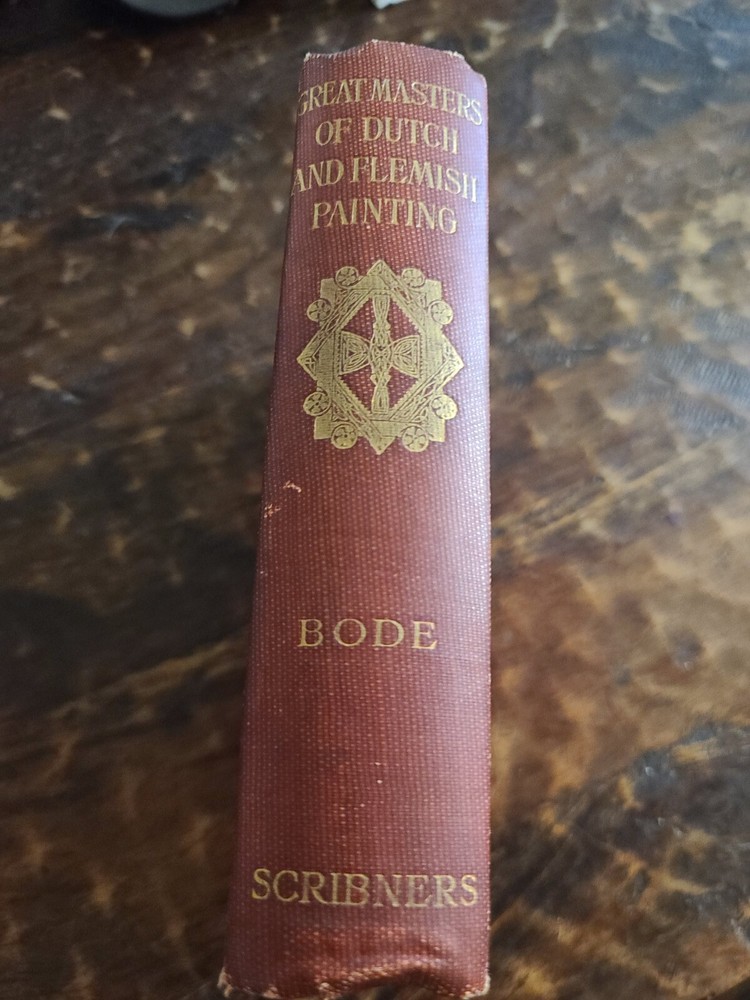 GREAT MASTERS
OF DUTCH
AND FLEMISH
PAINTING
BODE
SCRIBNERS